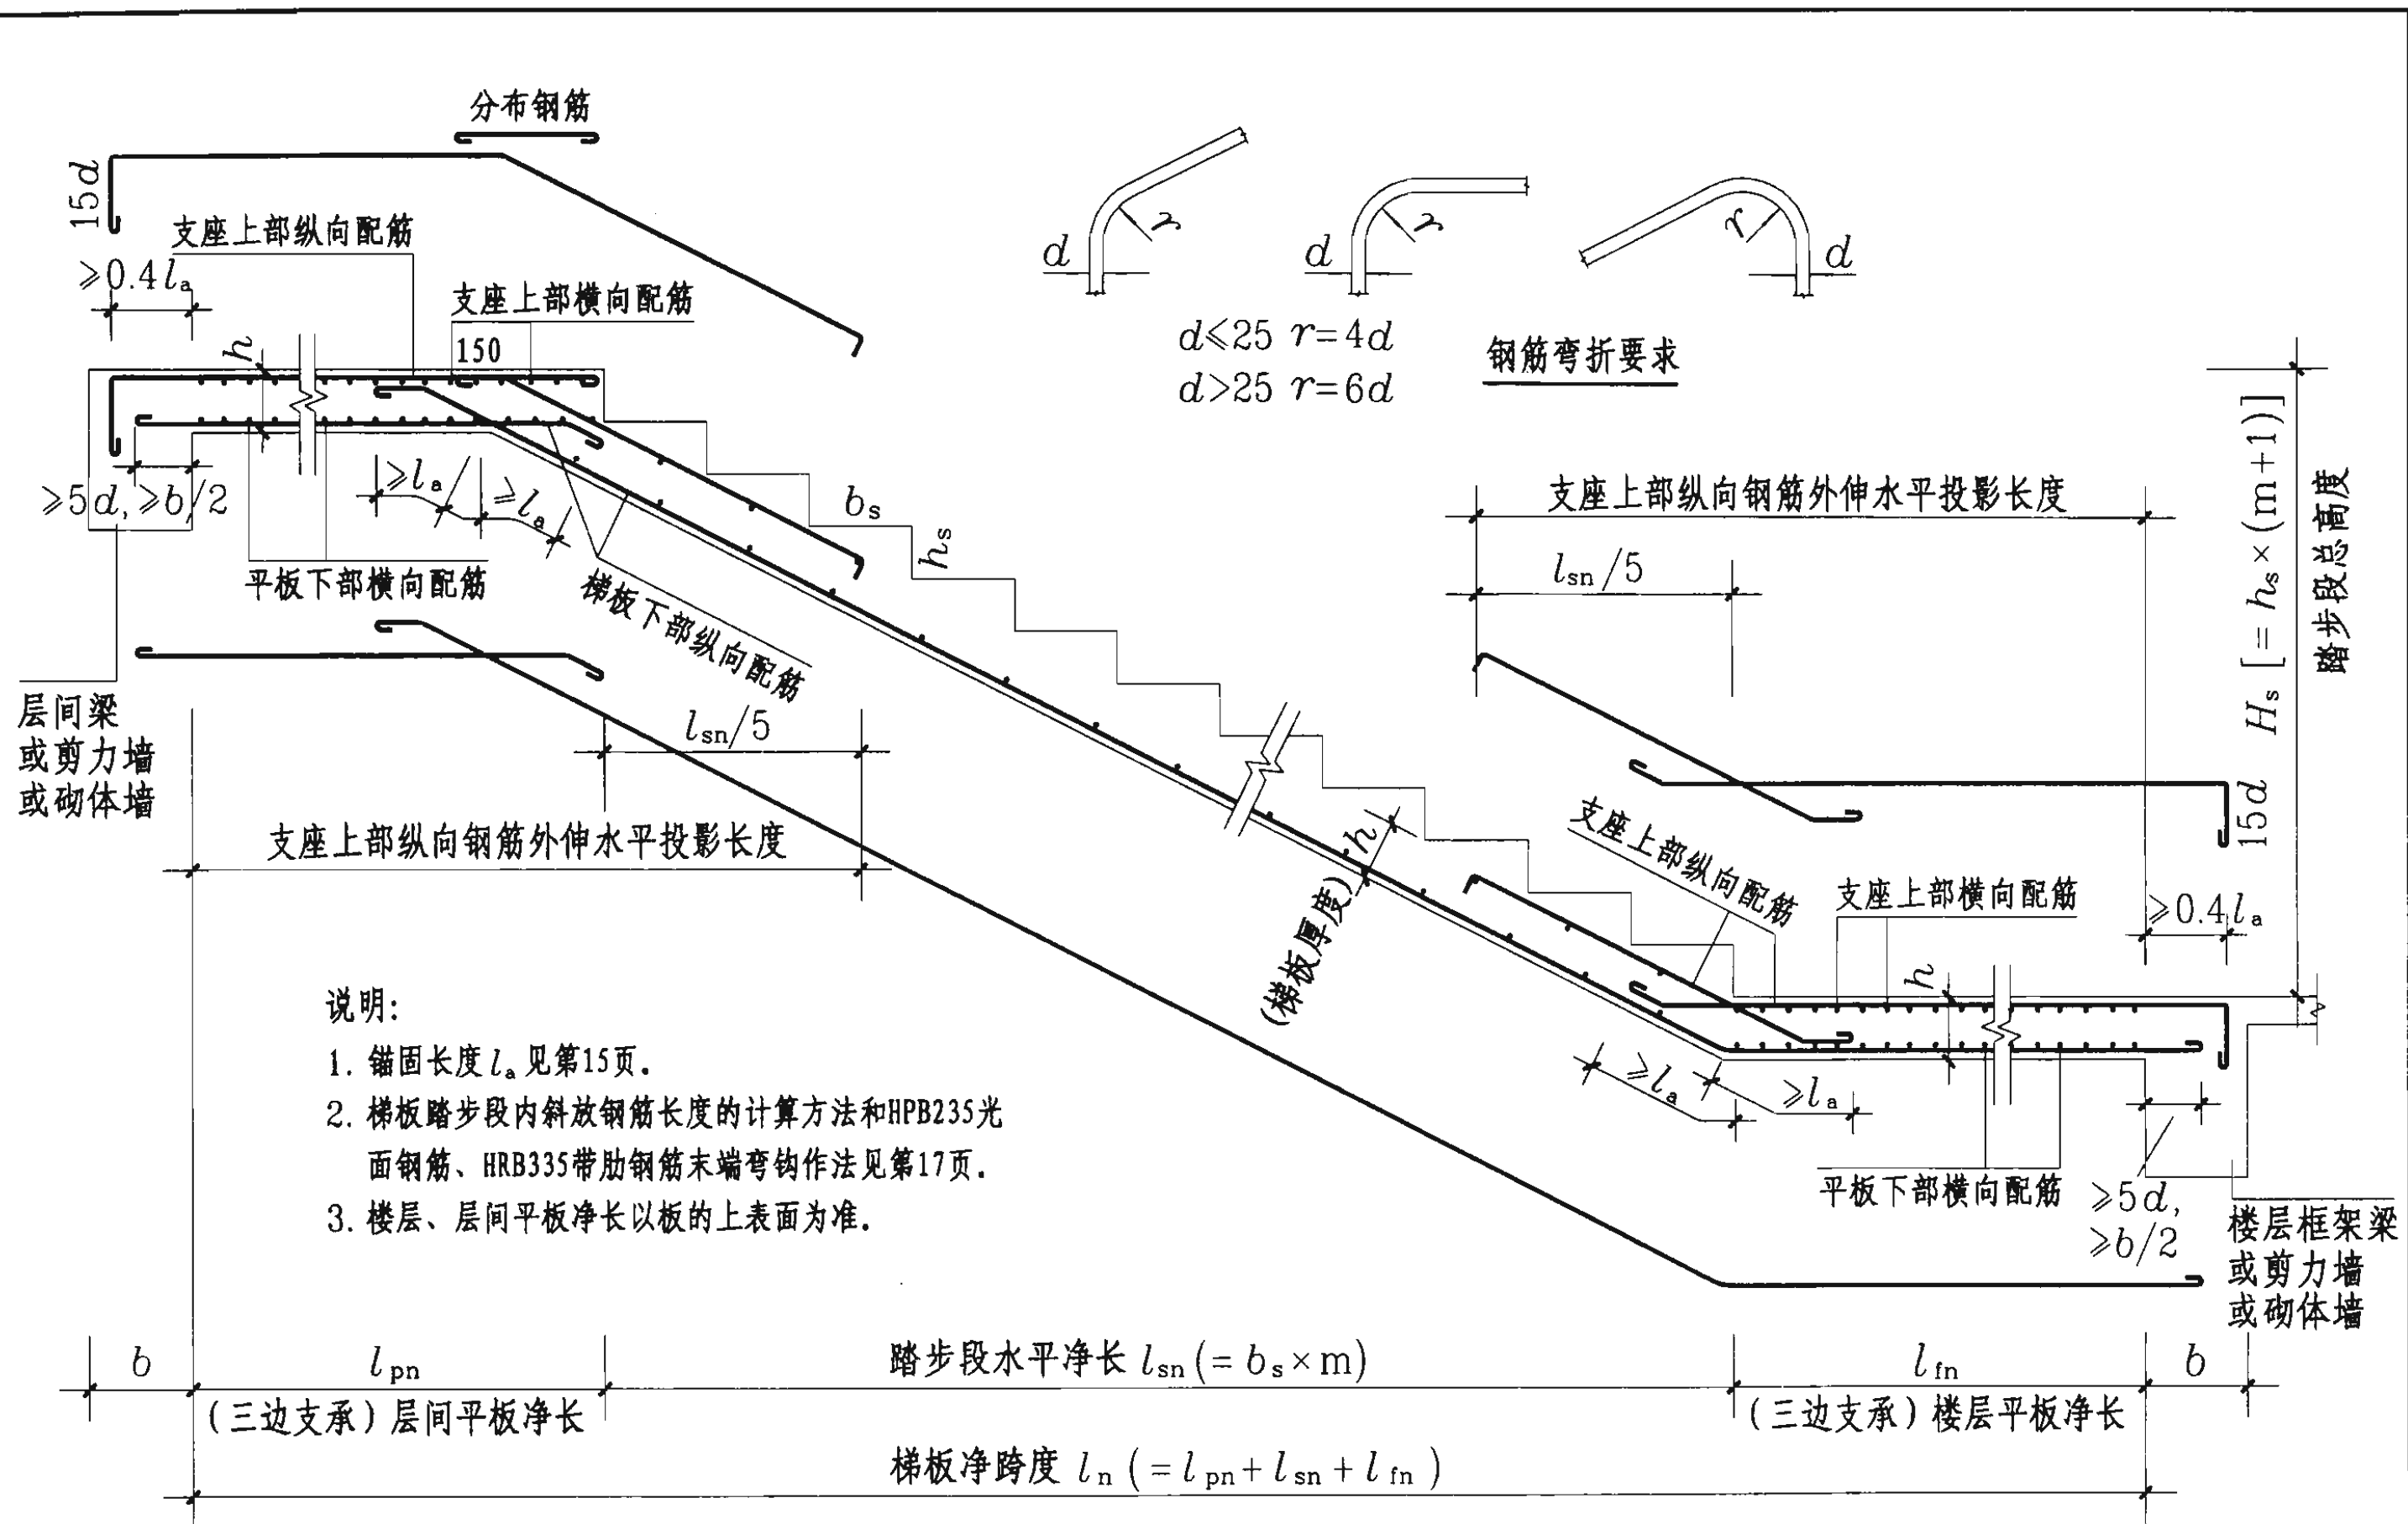 分布钢筋
15d
支座上部纵向配筋
≥0.4la
支座上部横向配筋
150
h
d
r
d
r
r
d
d≤25 r=4d
d>25 r=6d
钢筋弯折要求
≥5d, ≥b/2
≥la
≥la
bs
hs
平板下部横向配筋
梯板下部纵向配筋
层间梁
或剪力墙
或砌体墙
lsn/5
支座上部纵向钢筋外伸水平投影长度
支座上部纵向钢筋外伸水平投影长度
lsn/5
Hs [=hs×(m+1)]
踏步段总高度
15d
h
(梯板厚度)
支座上部纵向配筋
支座上部横向配筋
≥0.4la
h
≥la
≥la
平板下部横向配筋
≥5d,
≥b/2
楼层框架梁
或剪力墙
或砌体墙
说明:
1. 锚固长度la见第15页.
2. 梯板踏步段内斜放钢筋长度的计算方法和HPB235光
面钢筋、HRB335带肋钢筋末端弯钩作法见第17页.
3. 楼层、层间平板净长以板的上表面为准.
b
lpn
踏步段水平净长 lsn(=bs×m)
lfn
b
(三边支承)层间平板净长
(三边支承)楼层平板净长
梯板净跨度 ln (=lpn+lsn+lfn)